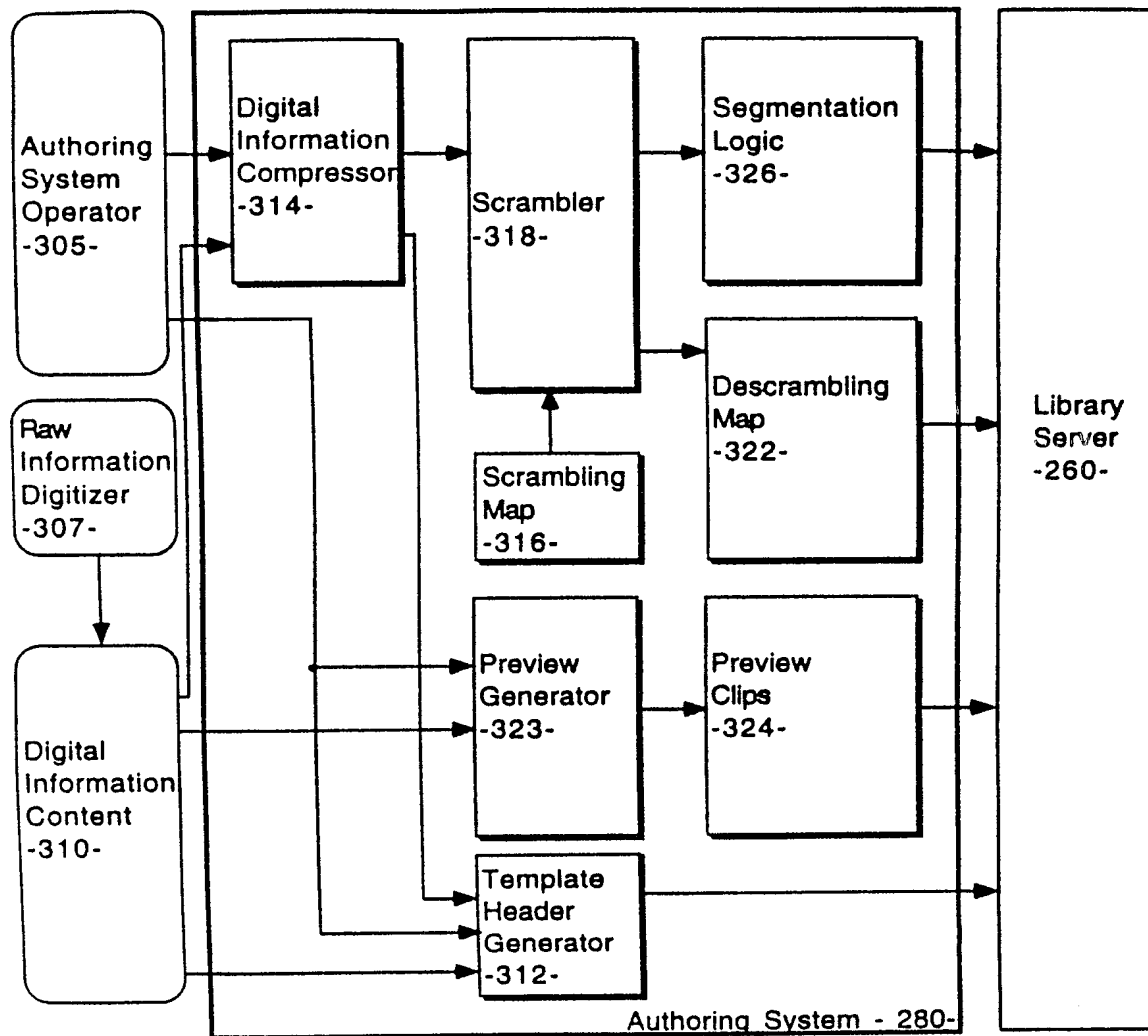 Authoring
System
Operator
-305-
Raw
Information
Digitizer
-307-
Digital
Information
Content
-310-
Digital
Information
Compressor
-314-
Scrambler
-318-
Scrambling
Map
-316-
Preview
Generator
-323-
Template
Header
Generator
-312-
Segmentation
Logic
-326-
Descrambling
Map
-322-
Preview
Clips
-324-
Authoring System - 280-
Library
Server
-260-